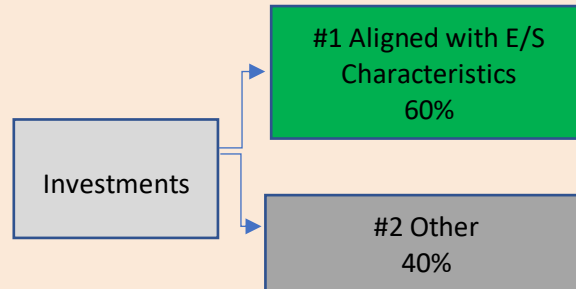 #1 Aligned with E/S
Characteristics
60%
Investments
#2 Other
40%